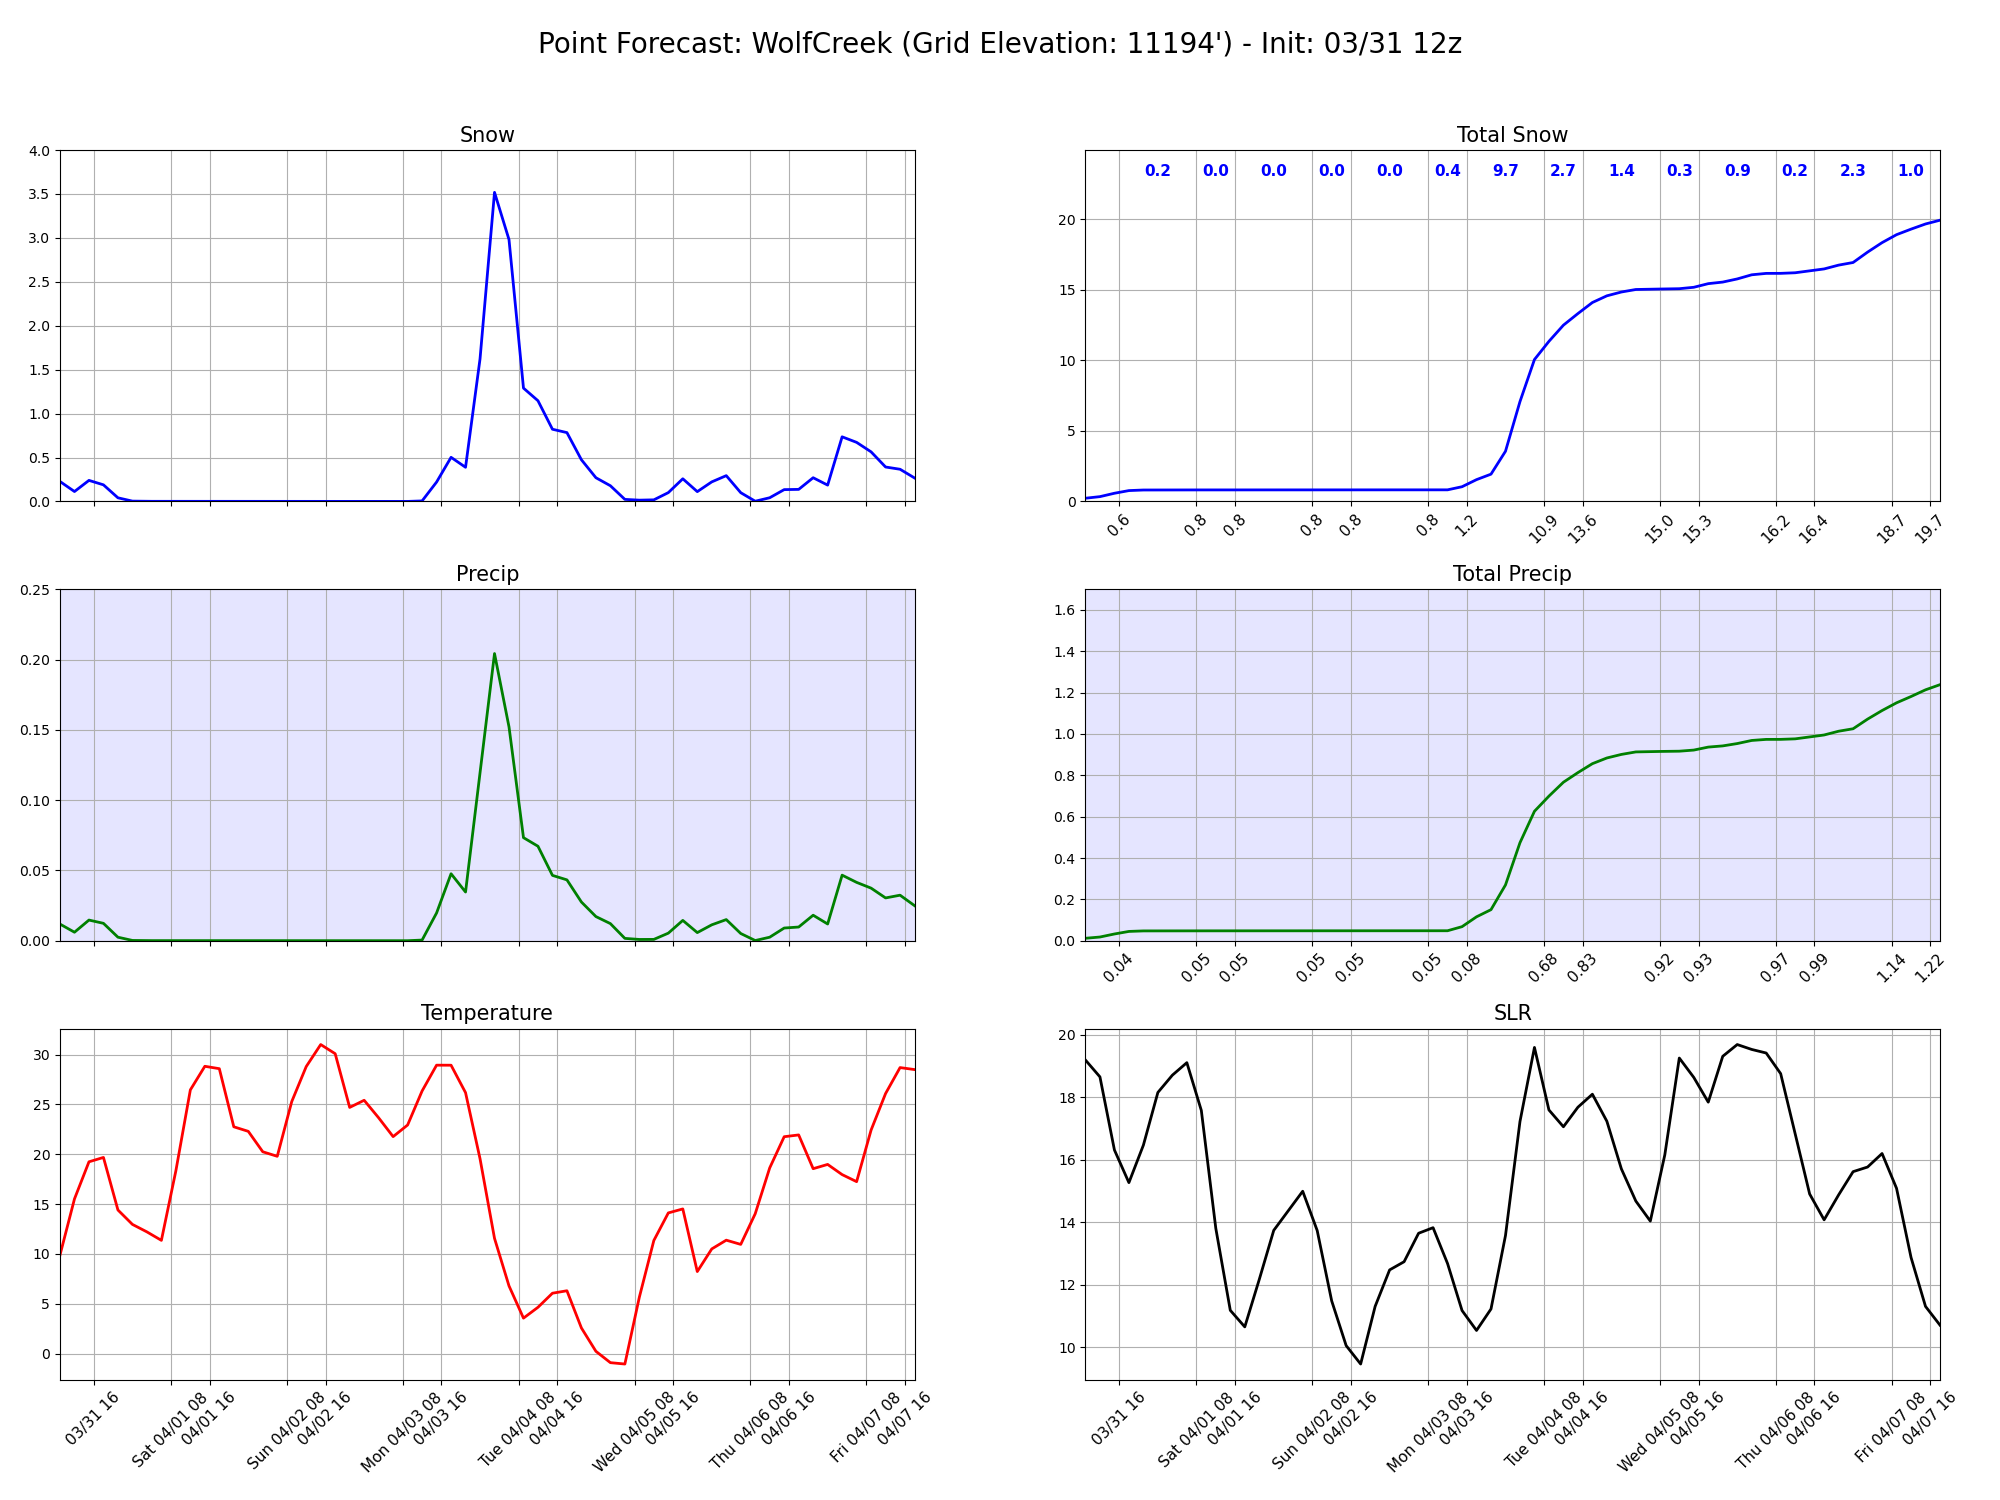 Point Forecast: WolfCreek (Grid Elevation: 11194') - Init: 03/31 12z
Snow
4.0
3.5
3.0
2.5
2.0
1.5
1.0
0.5
0.0
Total Snow
0.2 0.0 0.0 0.0 0.0 0.4 9.7 2.7 1.4 0.3 0.9 0.2 2.3 1.0
20
15
10
5
0
0.6 0.8 0.8 0.8 0.8 0.8 1.2 10.9 13.6 15.0 15.3 16.2 16.4 18.7 19.7
Precip
0.25
0.20
0.15
0.10
0.05
0.00
Total Precip
1.6
1.4
1.2
1.0
0.8
0.6
0.4
0.2
0.0
0.04 0.05 0.05 0.05 0.05 0.05 0.08 0.68 0.83 0.92 0.93 0.97 0.99 1.14 1.22
Temperature
30
25
20
15
10
5
0
03/31 16
Sat 04/01 08
04/01 16
Sun 04/02 08
04/02 16
Mon 04/03 08
04/03 16
Tue 04/04 08
04/04 16
Wed 04/05 08
04/05 16
Thu 04/06 08
04/06 16
Fri 04/07 08
04/07 16
SLR
20
18
16
14
12
10
03/31 16
Sat 04/01 08
04/01 16
Sun 04/02 08
04/02 16
Mon 04/03 08
04/03 16
Tue 04/04 08
04/04 16
Wed 04/05 08
04/05 16
Thu 04/06 08
04/06 16
Fri 04/07 08
04/07 16